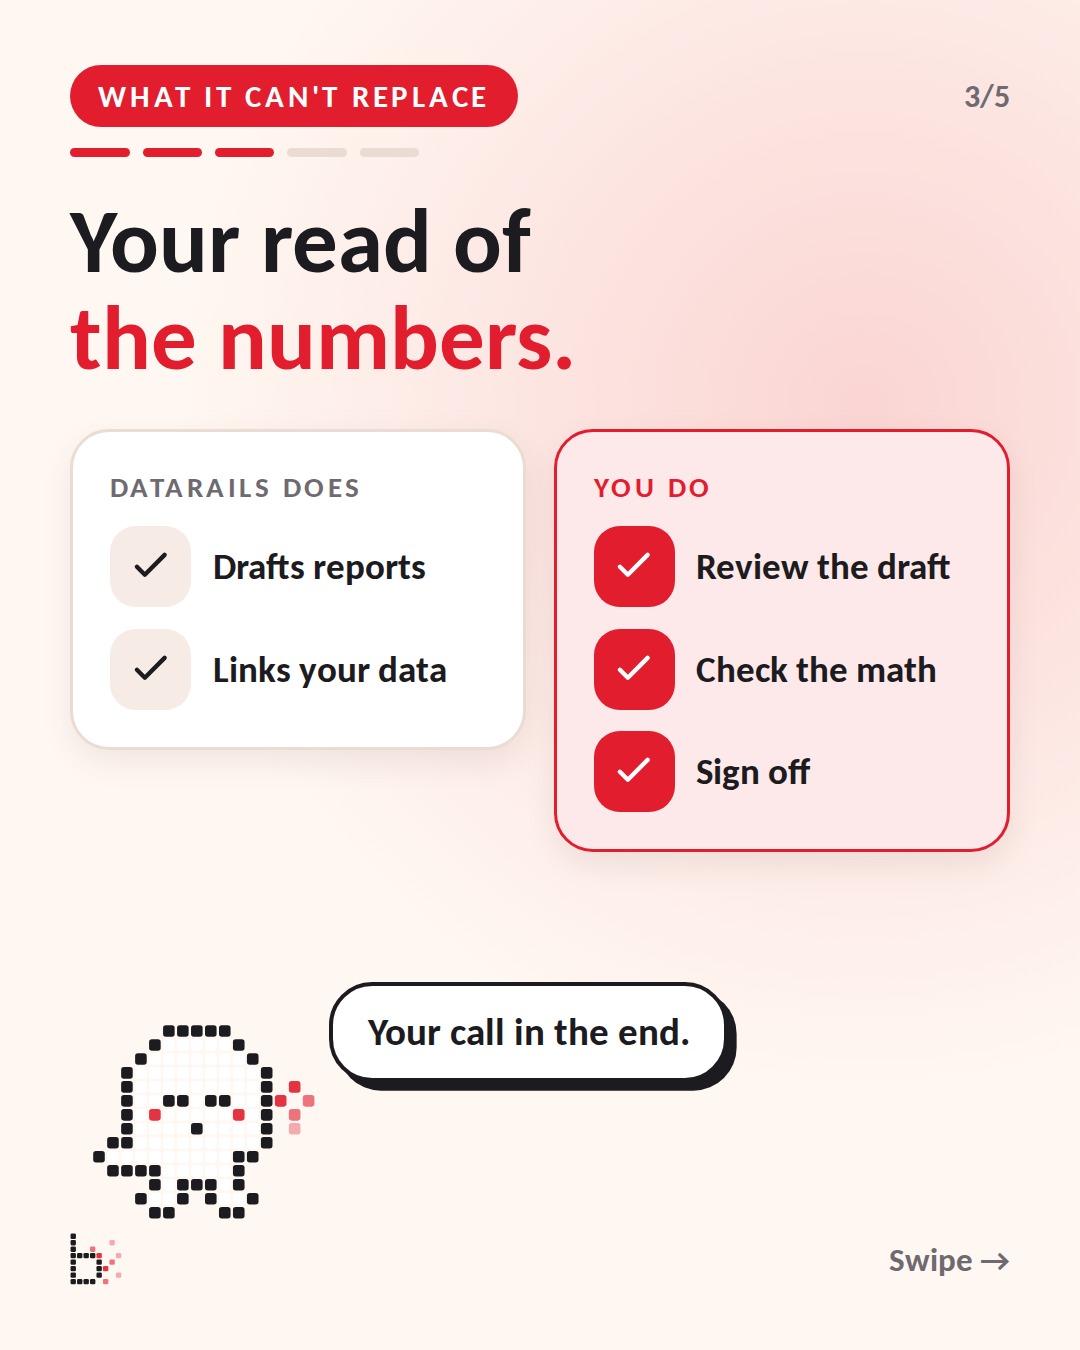 WHAT IT CAN'T REPLACE
3/5
Your read of
the numbers.
DATARAILS DOES
Drafts reports
Links your data
YOU DO
Review the draft
Check the math
Sign off
Your call in the end.
b
Swipe →